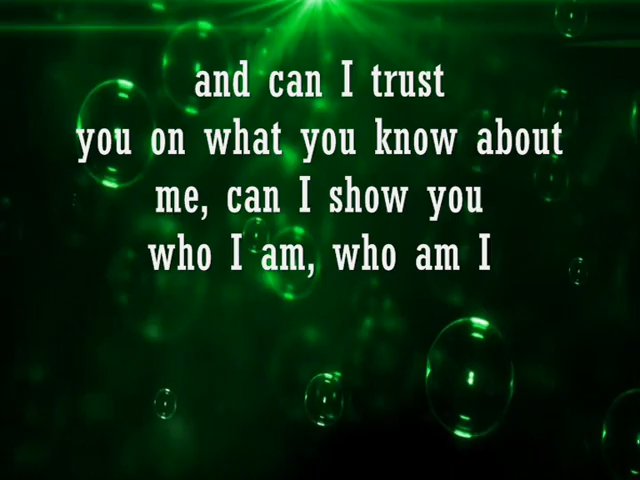 and can I trust
you on what you know about
me, can I show you
who I am, who am I